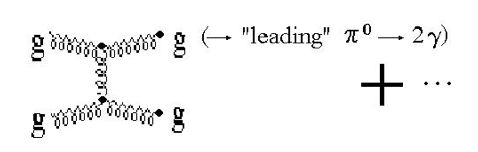 g g (→ "leading" π⁰ → 2γ)
+ ...
g g